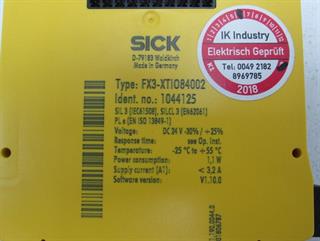 SICK
D-79183 Waldkirch
Made in Germany
Type: FX3-XTIO84002
Ident. no.: 1044125
SIL 3 (IEC61508), SILCL 3 (EN62061)
PL e (EN ISO 13849-1)
Voltage: DC 24 V -30% / +25%
Response time: see Op. inst.
Temperature: -25 °C to +55 °C
Power consumption: 1,1 W
Supply current (A1): < 3,2 A
Software version: V1.10.0
IK Industry
Elektrisch Geprüft
Tel: 0049 2182
8969785
2018